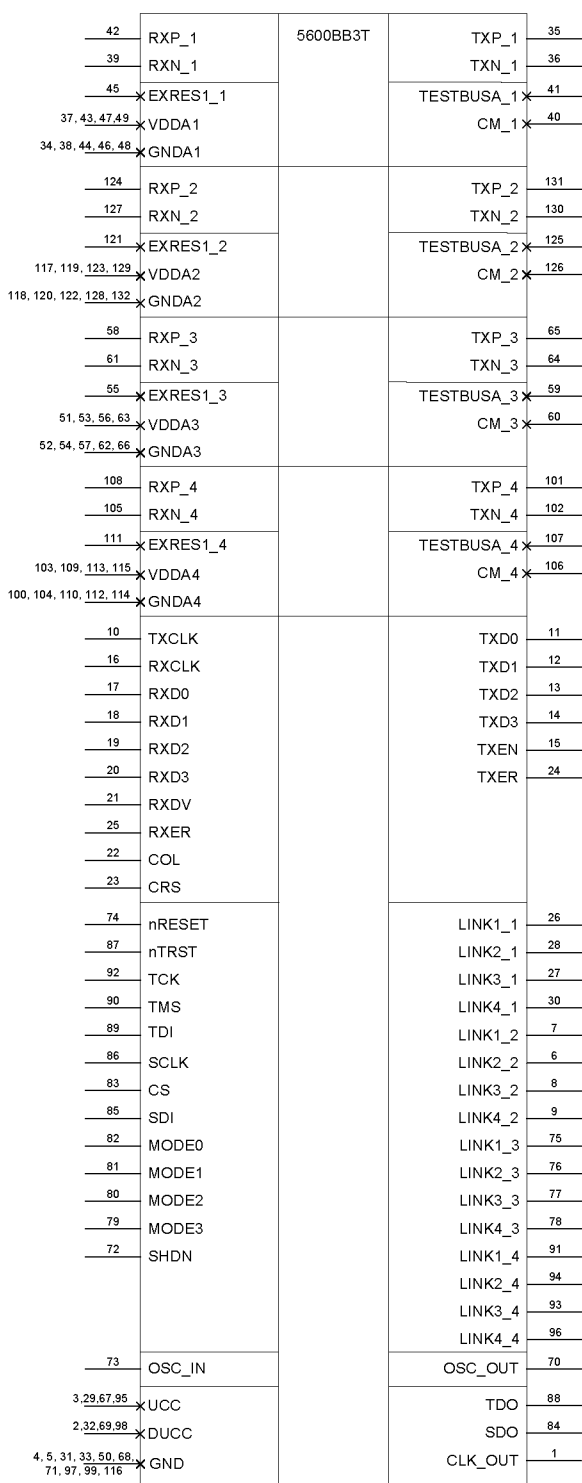 42 RXP_1 5600BB3T TXP_1 35
39 RXN_1 TXN_1 36
45 EXRES1_1 TESTBUSA_1 41
37, 43, 47,49 VDDA1 CM_1 40
34, 38, 44, 46, 48 GNDA1
124 RXP_2 TXP_2 131
127 RXN_2 TXN_2 130
121 EXRES1_2 TESTBUSA_2 125
117, 119, 123, 129 VDDA2 CM_2 126
118, 120, 122, 128, 132 GNDA2
58 RXP_3 TXP_3 65
61 RXN_3 TXN_3 64
55 EXRES1_3 TESTBUSA_3 59
51, 53, 56, 63 VDDA3 CM_3 60
52, 54, 57, 62, 66 GNDA3
108 RXP_4 TXP_4 101
105 RXN_4 TXN_4 102
111 EXRES1_4 TESTBUSA_4 107
103, 109, 113, 115 VDDA4 CM_4 106
100, 104, 110, 112, 114 GNDA4
10 TXCLK TXD0 11
16 RXCLK TXD1 12
17 RXD0 TXD2 13
18 RXD1 TXD3 14
19 RXD2 TXEN 15
20 RXD3 TXER 24
21 RXDV
25 RXER
22 COL
23 CRS
74 nRESET LINK1_1 26
87 nTRST LINK2_1 28
92 TCK LINK3_1 27
90 TMS LINK4_1 30
89 TDI LINK1_2 7
86 SCLK LINK2_2 6
83 CS LINK3_2 8
85 SDI LINK4_2 9
82 MODE0 LINK1_3 75
81 MODE1 LINK2_3 76
80 MODE2 LINK3_3 77
79 MODE3 LINK4_3 78
72 SHDN LINK1_4 91
LINK2_4 94
LINK3_4 93
LINK4_4 96
73 OSC_IN OSC_OUT 70
3,29,67,95 UCC TDO 88
2,32,69,98 DUCC SDO 84
4, 5, 31, 33, 50, 68, GND CLK_OUT 1
71, 97, 99, 116